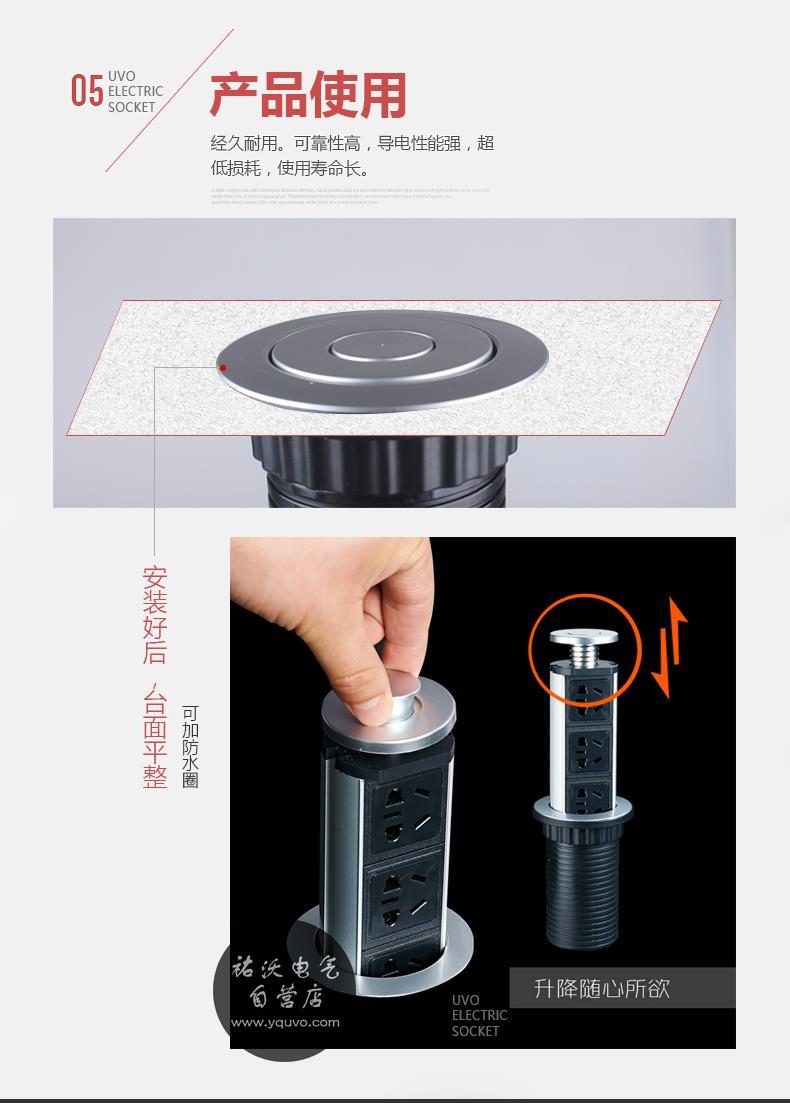 05
UVO
ELECTRIC
SOCKET
产品使用
经久耐用。可靠性高，导电性能强，超
低损耗，使用寿命长。
安装好后 台面平整
可加防水圈
祐沃电气
自营店
www.yquvo.com
UVO
ELECTRIC
SOCKET
升降随心所欲